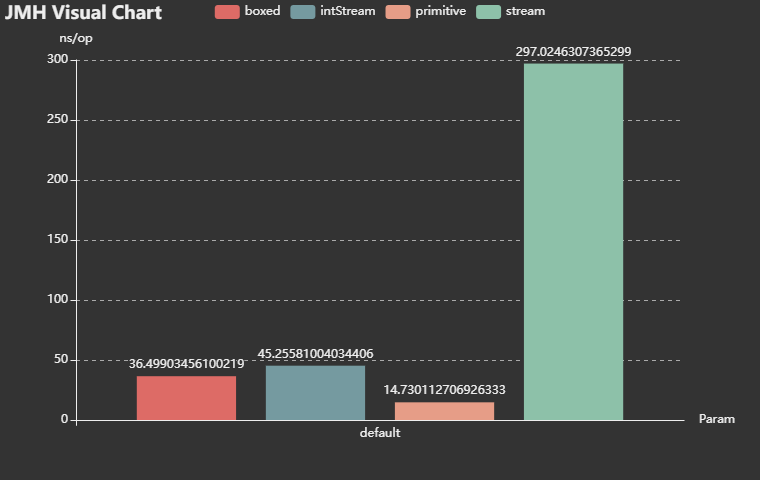 JMH Visual Chart
boxed intStream primitive stream
ns/op
297.0246307365299
300
250
200
150
100
50
45.25581004034406
36.49903456100219
14.730112706926333
0
Param
default